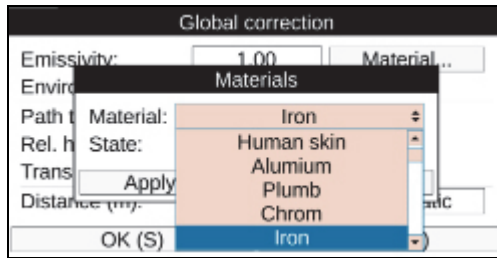 Global correction
Emissivity: 1.00 Material...
Materials
Path t
Material: Iron
Rel. h
State: Human skin
Alumium
Trans
Apply
Plumb
Distance (m):
Chrom
OK (S)
Iron